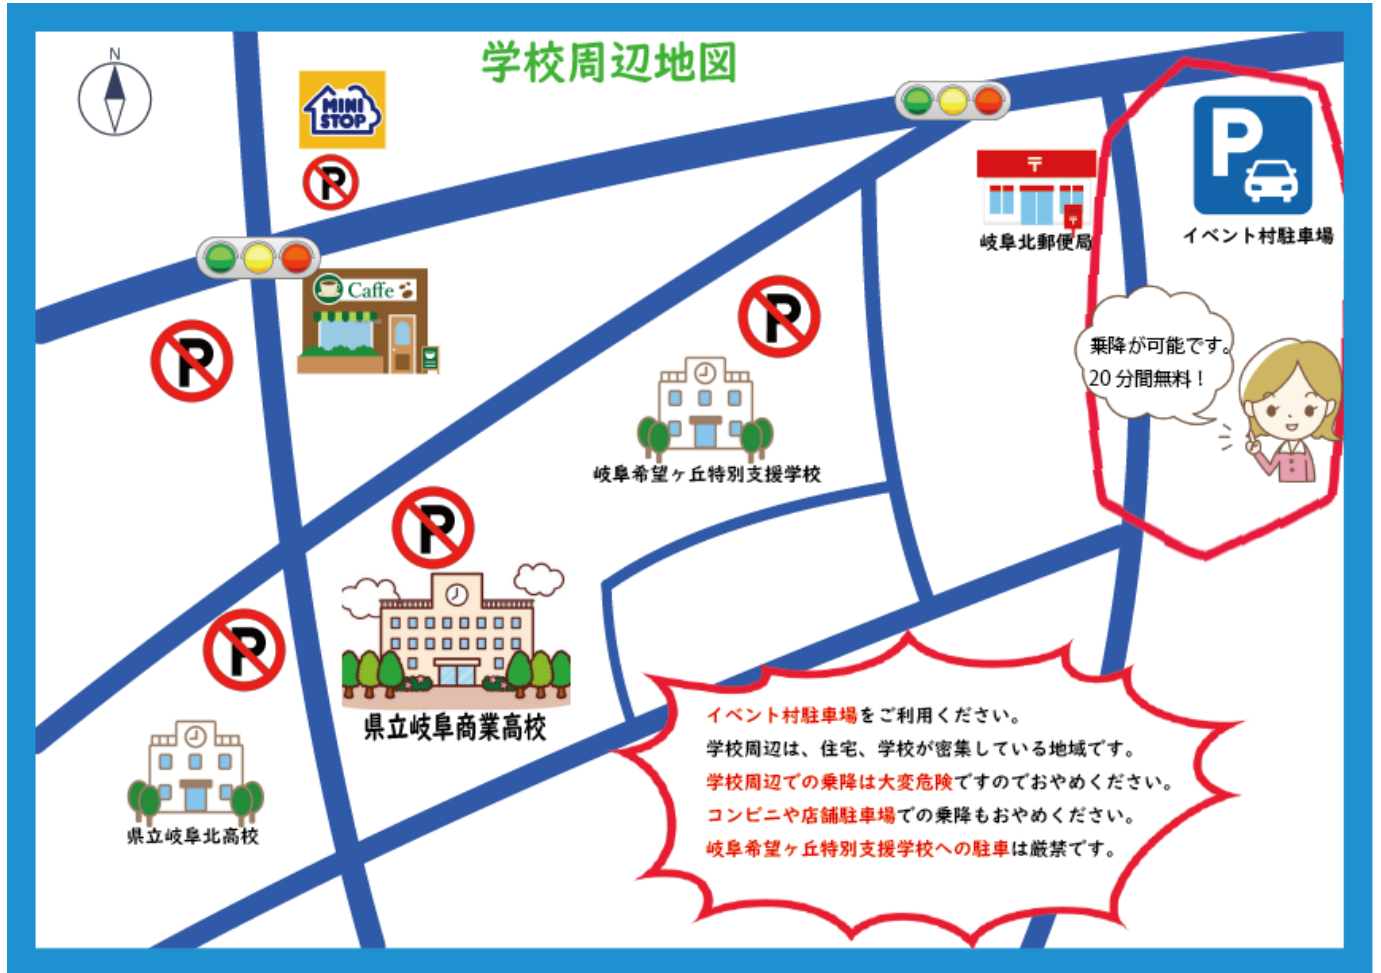 学校周辺地図
N
MINI
STOP
P
P
〒
岐阜北郵便局
〒
イベント村駐車場
Caffe
P
P
乗降が可能です。
20分間無料！
岐阜希望ヶ丘特別支援学校
P
県立岐阜商業高校
P
県立岐阜北高校
イベント村駐車場をご利用ください。
学校周辺は、住宅、学校が密集している地域です。
学校周辺での乗降は大変危険ですのでおやめください。
コンビニや店舗駐車場での乗降もおやめください。
岐阜希望ヶ丘特別支援学校への駐車は厳禁です。